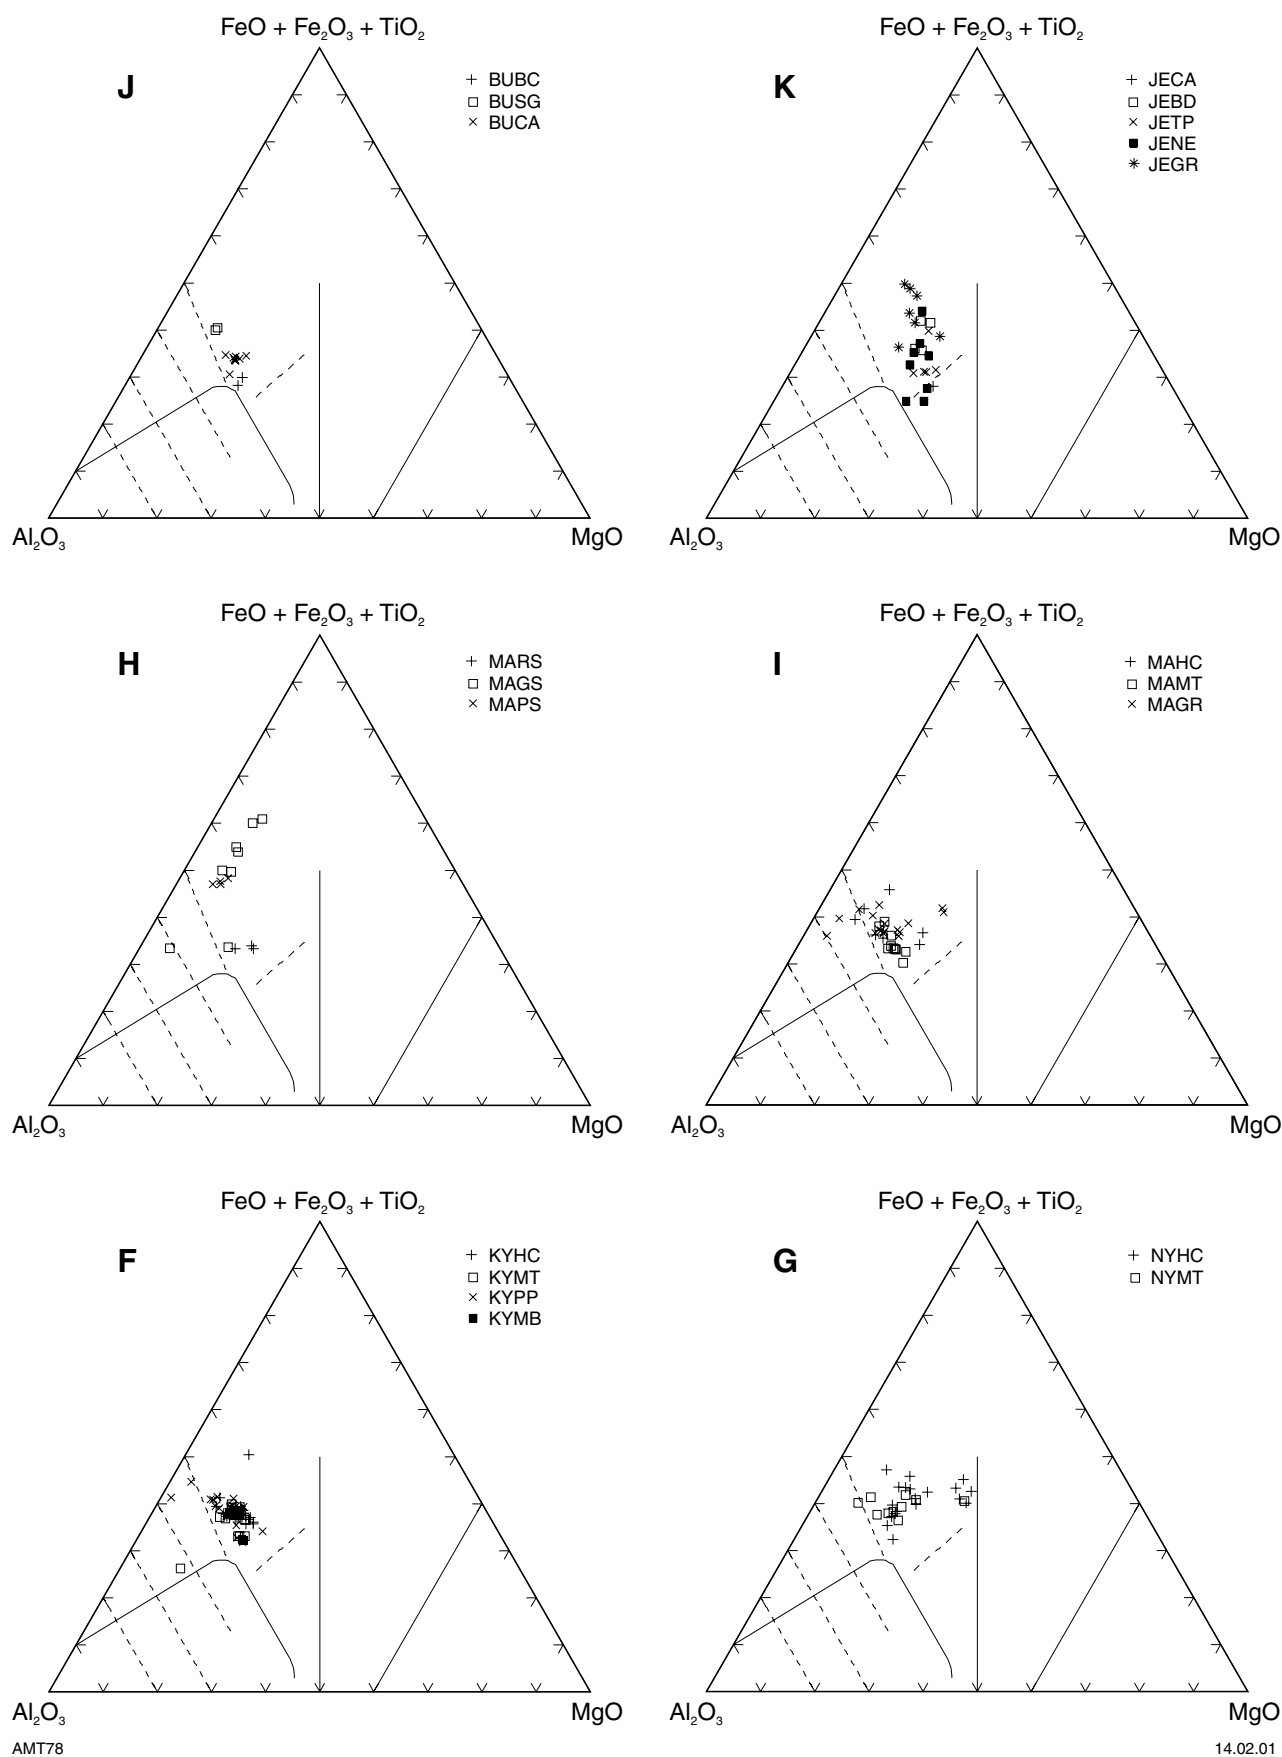 FeO + Fe₂O₃ + TiO₂
J
+ BUBC
□ BUSG
× BUCA
Al₂O₃
MgO
FeO + Fe₂O₃ + TiO₂
K
+ JECA
□ JEBD
× JETP
■ JENE
✳ JEGR
Al₂O₃
MgO
FeO + Fe₂O₃ + TiO₂
H
+ MARS
□ MAGS
× MAPS
Al₂O₃
MgO
FeO + Fe₂O₃ + TiO₂
I
+ MAHC
□ MAMT
× MAGR
Al₂O₃
MgO
FeO + Fe₂O₃ + TiO₂
F
+ KYHC
□ KYMT
× KYPP
■ KYMB
Al₂O₃
MgO
FeO + Fe₂O₃ + TiO₂
G
+ NYHC
□ NYMT
Al₂O₃
MgO
AMT78
14.02.01